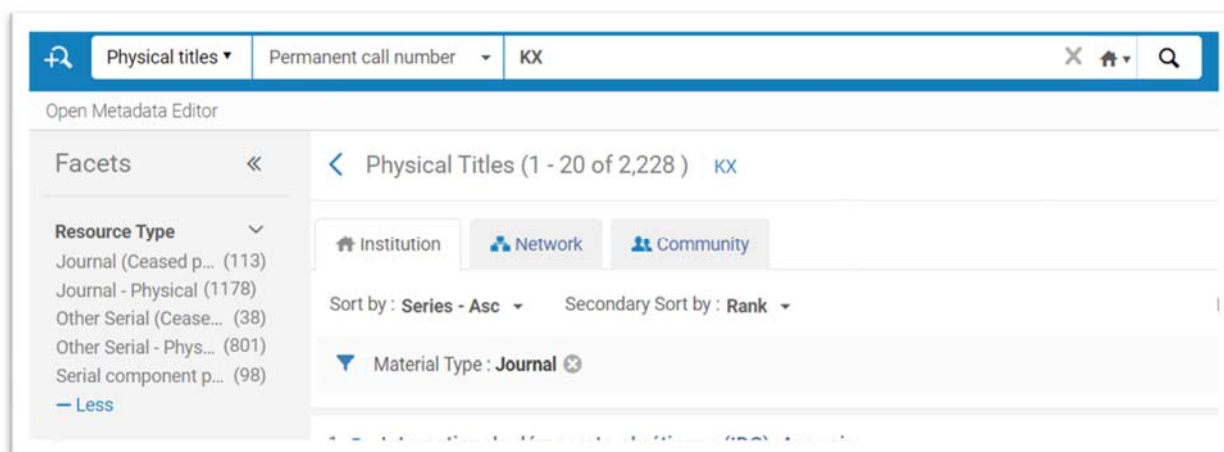 Physical titles ▾ Permanent call number ▾ KX
Open Metadata Editor
Facets «
Physical Titles (1 - 20 of 2,228 ) KX
Resource Type
Journal (Ceased p... (113)
Journal - Physical (1178)
Other Serial (Cease... (38)
Other Serial - Phys... (801)
Serial component p... (98)
– Less
Institution Network Community
Sort by : Series - Asc ▾ Secondary Sort by : Rank ▾
Material Type : Journal